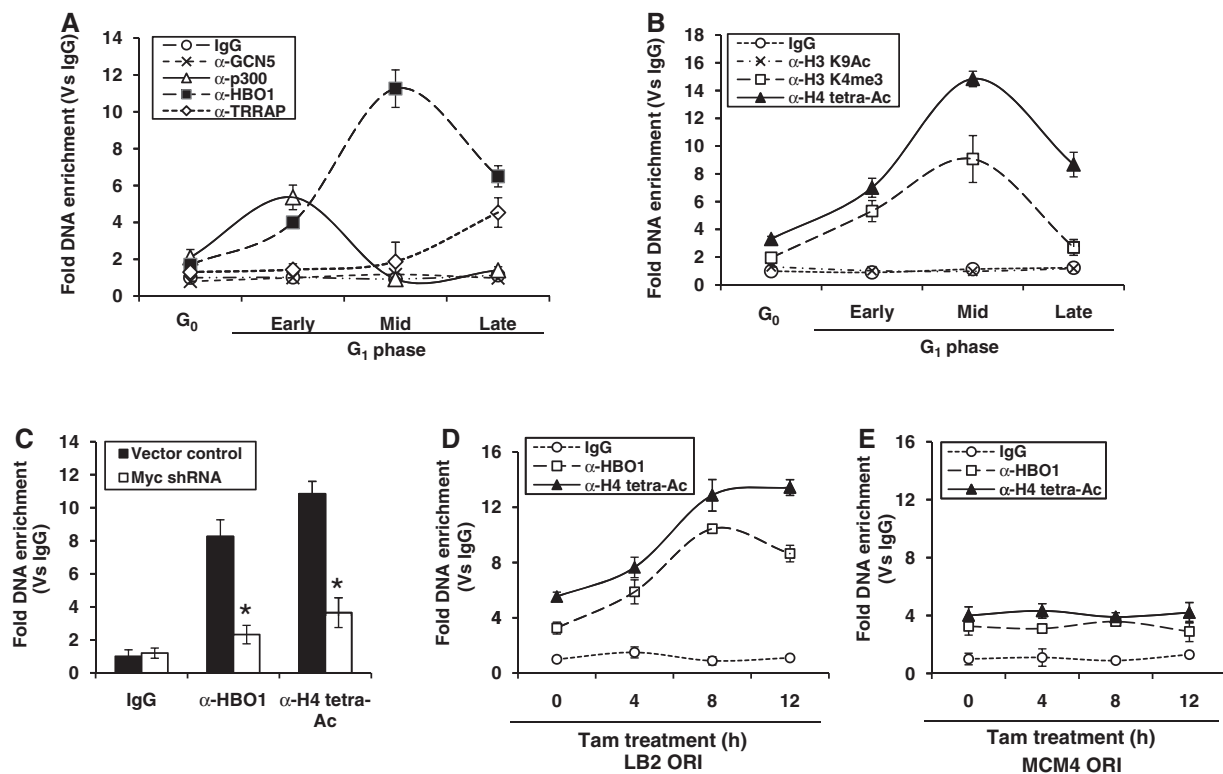 A
Fold DNA enrichment (Vs IgG)
14
12
10
8
6
4
2
0
IgG
α-GCN5
α-p300
α-HBO1
α-TRRAP
G0
Early
Mid
Late
G1 phase
B
Fold DNA enrichment (Vs IgG)
18
16
14
12
10
8
6
4
2
0
IgG
α-H3 K9Ac
α-H3 K4me3
α-H4 tetra-Ac
G0
Early
Mid
Late
G1 phase
C
Fold DNA enrichment
(Vs IgG)
14
12
10
8
6
4
2
0
Vector control
Myc shRNA
*
*
IgG
α-HBO1
α-H4 tetra-
Ac
D
Fold DNA enrichment
(Vs IgG)
16
12
8
4
0
IgG
α-HBO1
α-H4 tetra-Ac
0
4
8
12
Tam treatment (h)
LB2 ORI
E
Fold DNA enrichment
(Vs IgG)
16
12
8
4
0
IgG
α-HBO1
α-H4 tetra-Ac
0
4
8
12
Tam treatment (h)
MCM4 ORI